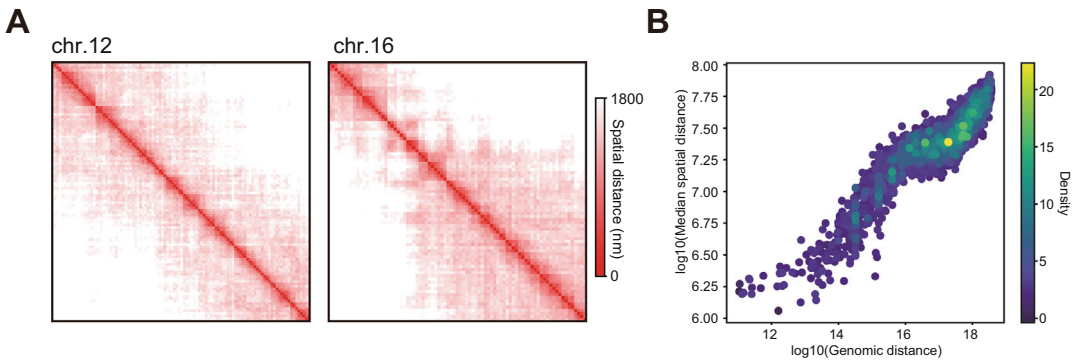 A
chr.12
chr.16
1800
Spatial distance (nm)
0
B
log10(Median spatial distance)
8.00
7.75
7.50
7.25
7.00
6.75
6.50
6.25
6.00
12
14
16
18
log10(Genomic distance)
20
15
10
5
0
Density